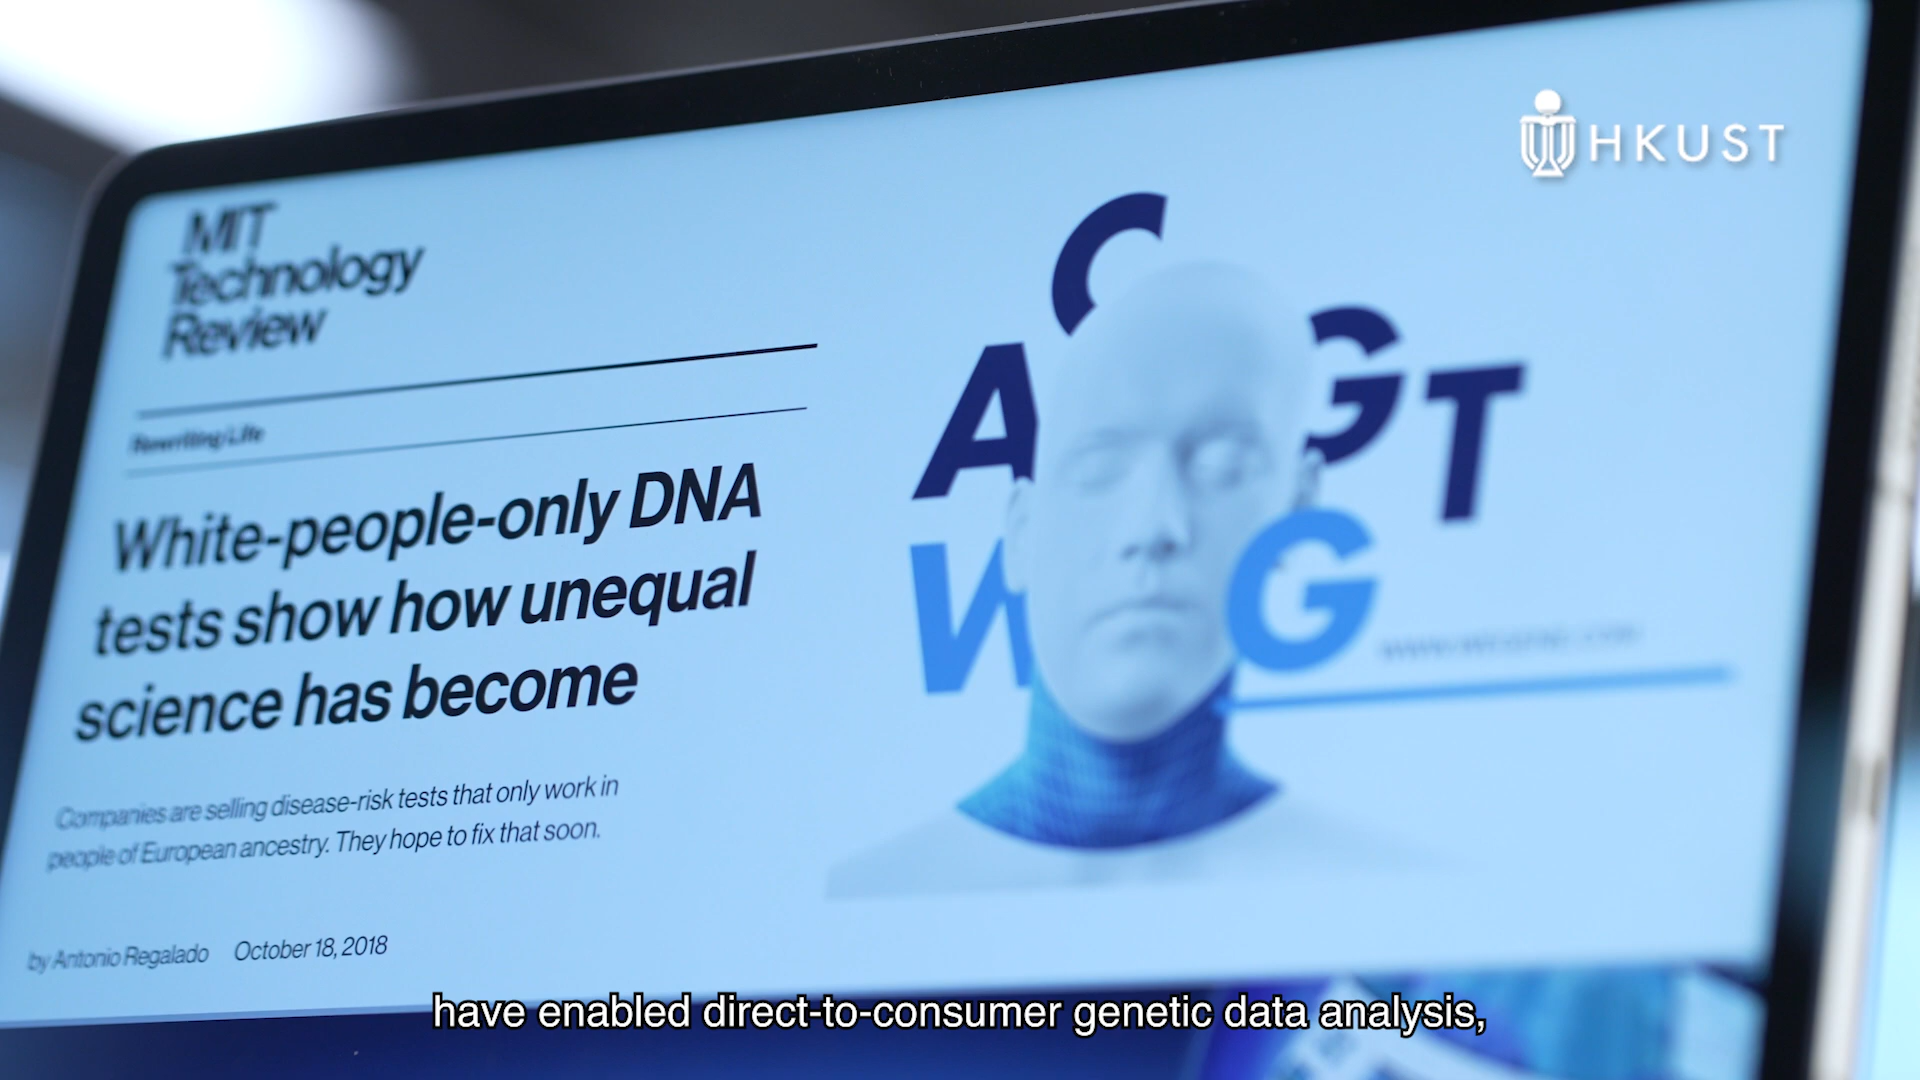 HKUST
MIT
Technology
Review
Rewriting Life
White-people-only DNA
tests show how unequal
science has become
Companies are selling disease-risk tests that only work in
people of European ancestry. They hope to fix that soon.
by Antonio Regalado October 18, 2018
C
A G T
W G
have enabled direct-to-consumer genetic data analysis,